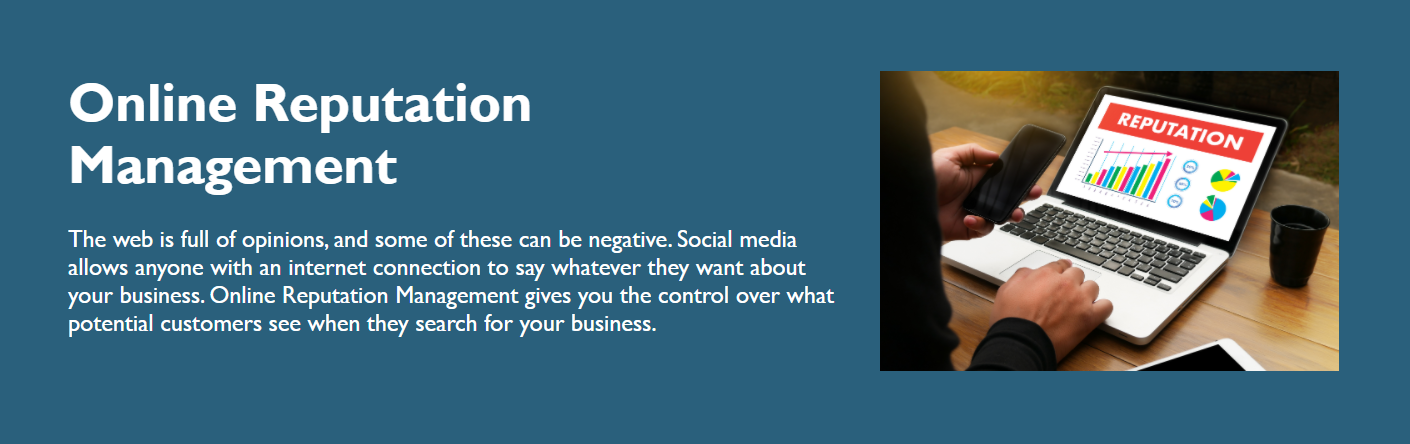 Online Reputation
Management
The web is full of opinions, and some of these can be negative. Social media
allows anyone with an internet connection to say whatever they want about
your business. Online Reputation Management gives you the control over what
potential customers see when they search for your business.
REPUTATION